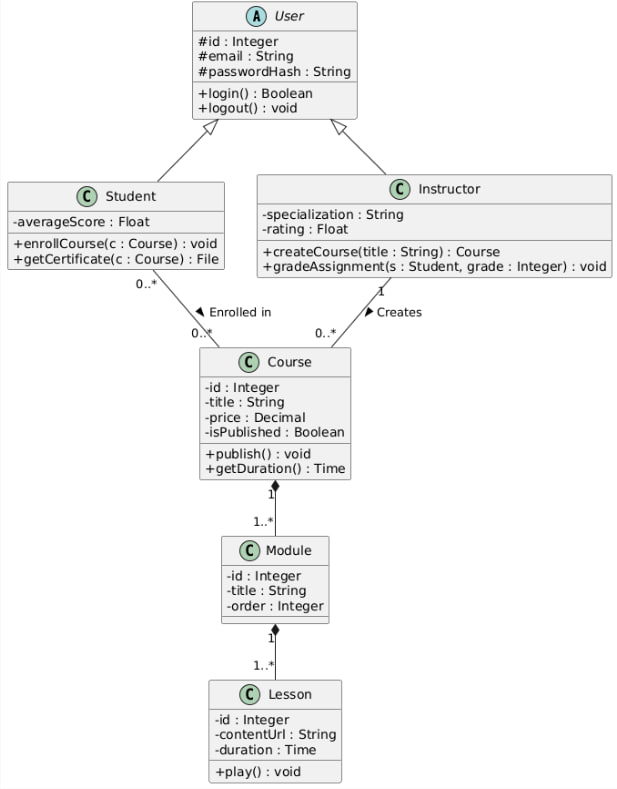 A User
#id : Integer
#email : String
#passwordHash : String
+login() : Boolean
+logout() : void
C Student
-averageScore : Float
+enrollCourse(c : Course) : void
+getCertificate(c : Course) : File
C Instructor
-specialization : String
-rating : Float
+createCourse(title : String) : Course
+gradeAssignment(s : Student, grade : Integer) : void
0..*
Enrolled in
0..*
1
Creates
0..*
C Course
-id : Integer
-title : String
-price : Decimal
-isPublished : Boolean
+publish() : void
+getDuration() : Time
1
1..*
C Module
-id : Integer
-title : String
-order : Integer
1
1..*
C Lesson
-id : Integer
-contentUrl : String
-duration : Time
+play() : void